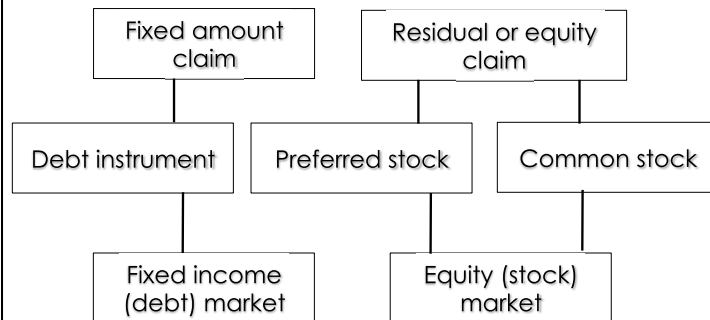 Fixed amount
claim
Residual or equity
claim
Debt instrument
Preferred stock
Common stock
Fixed income
(debt) market
Equity (stock)
market